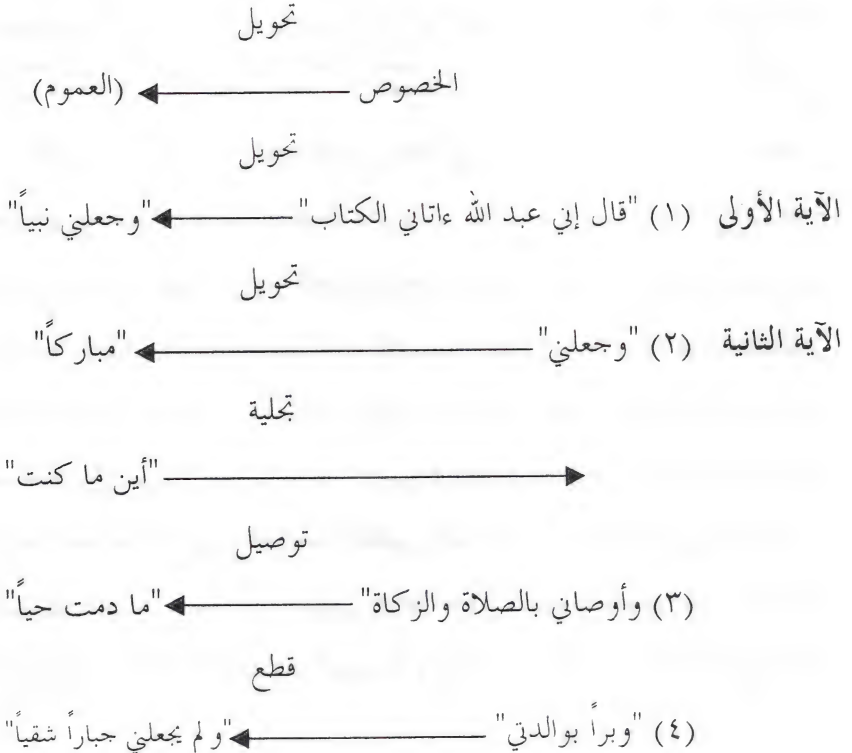 تحويل
الخصوص (العموم)
تحويل
الآية الأولى (١) "قال إني عبد الله ءاتاني الكتاب" "وجعلني نبياً"
تحويل
الآية الثانية (٢) "وجعلني" "مباركاً"
تجلية
"أين ما كنت"
توصيل
(٣) وأوصاني بالصلاة والزكاة" "ما دمت حياً"
قطع
(٤) "وبراً بوالدتي" "و لم يجعلني جباراً شقياً"